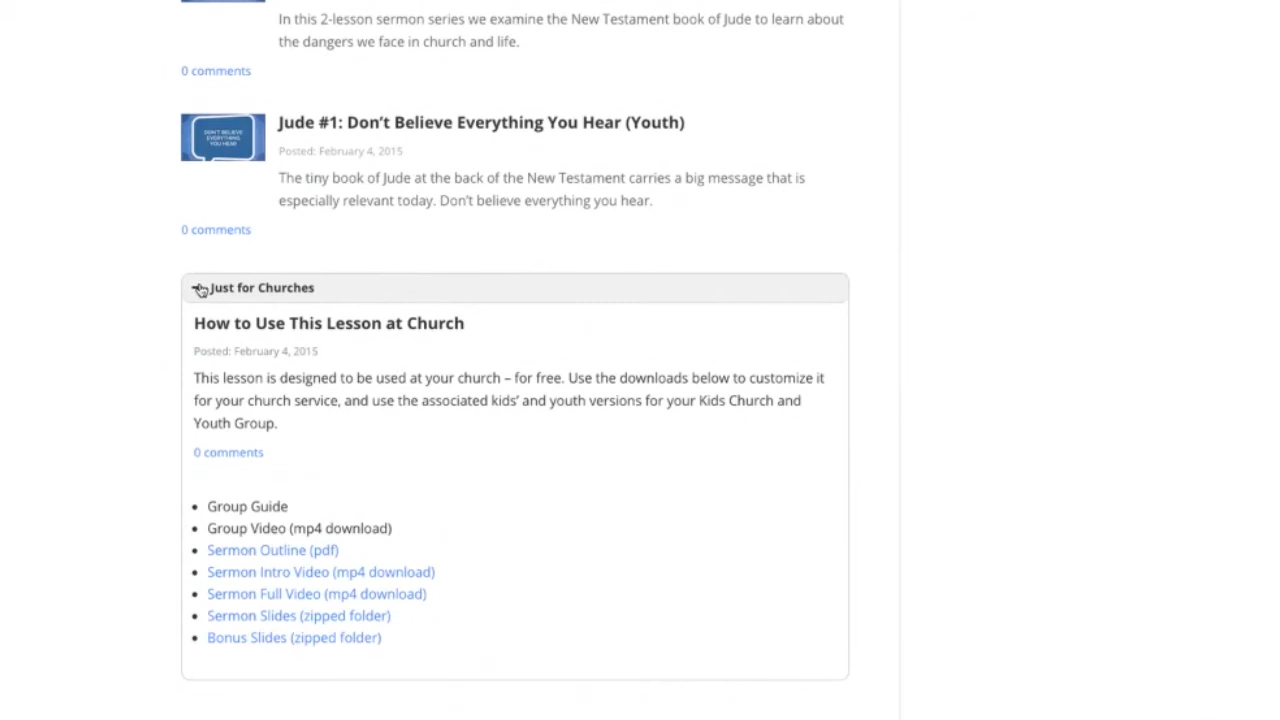 In this 2-lesson sermon series we examine the New Testament book of Jude to learn about
the dangers we face in church and life.
0 comments
DON'T BELIEVE
EVERYTHING
YOU HEAR
Jude #1: Don’t Believe Everything You Hear (Youth)
Posted: February 4, 2015
The tiny book of Jude at the back of the New Testament carries a big message that is
especially relevant today. Don’t believe everything you hear.
0 comments
Just for Churches
How to Use This Lesson at Church
Posted: February 4, 2015
This lesson is designed to be used at your church – for free. Use the downloads below to customize it
for your church service, and use the associated kids’ and youth versions for your Kids Church and
Youth Group.
0 comments
• Group Guide
• Group Video (mp4 download)
• Sermon Outline (pdf)
• Sermon Intro Video (mp4 download)
• Sermon Full Video (mp4 download)
• Sermon Slides (zipped folder)
• Bonus Slides (zipped folder)